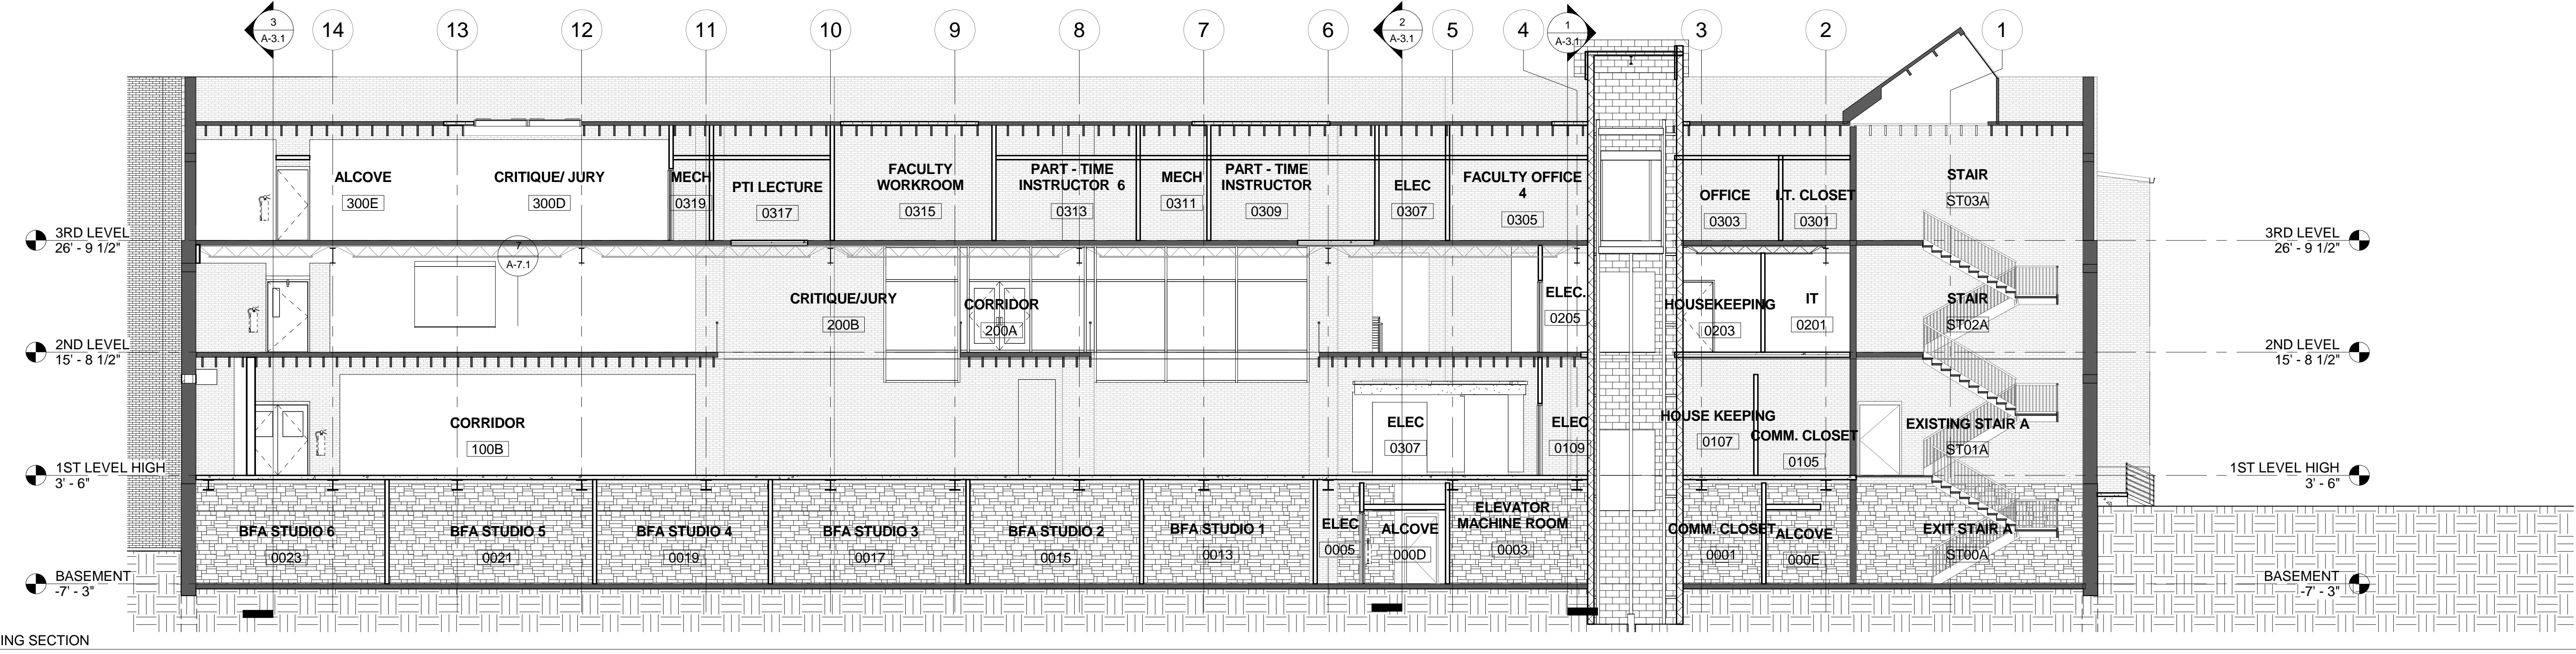 3
A-3.1
14
13
12
11
10
9
8
7
6
2
A-3.1
5
4
1
A-3.1
3
2
1
ALCOVE
300E
CRITIQUE/ JURY
300D
MECH
0319
PTI LECTURE
0317
FACULTY
WORKROOM
0315
PART - TIME
INSTRUCTOR 6
0313
MECH
0311
PART - TIME
INSTRUCTOR
0309
ELEC
0307
FACULTY OFFICE
4
0305
OFFICE
0303
I.T. CLOSET
0301
STAIR
ST03A
3RD LEVEL
26' - 9 1/2"
3RD LEVEL
26' - 9 1/2"
7
A-7.1
CRITIQUE/JURY
200B
CORRIDOR
200A
ELEC.
0205
HOUSEKEEPING
0203
IT
0201
STAIR
ST02A
2ND LEVEL
15' - 8 1/2"
2ND LEVEL
15' - 8 1/2"
CORRIDOR
100B
ELEC
0307
ELEC
0109
HOUSE KEEPING
0107
COMM. CLOSET
0105
EXISTING STAIR A
ST01A
1ST LEVEL HIGH
3' - 6"
1ST LEVEL HIGH
3' - 6"
BFA STUDIO 6
0023
BFA STUDIO 5
0021
BFA STUDIO 4
0019
BFA STUDIO 3
0017
BFA STUDIO 2
0015
BFA STUDIO 1
0013
ELEC
0005
ALCOVE
000D
ELEVATOR
MACHINE ROOM
0003
COMM. CLOSET
0001
ALCOVE
000E
EXIT STAIR A
ST00A
BASEMENT
-7' - 3"
BASEMENT
-7' - 3"
ING SECTION